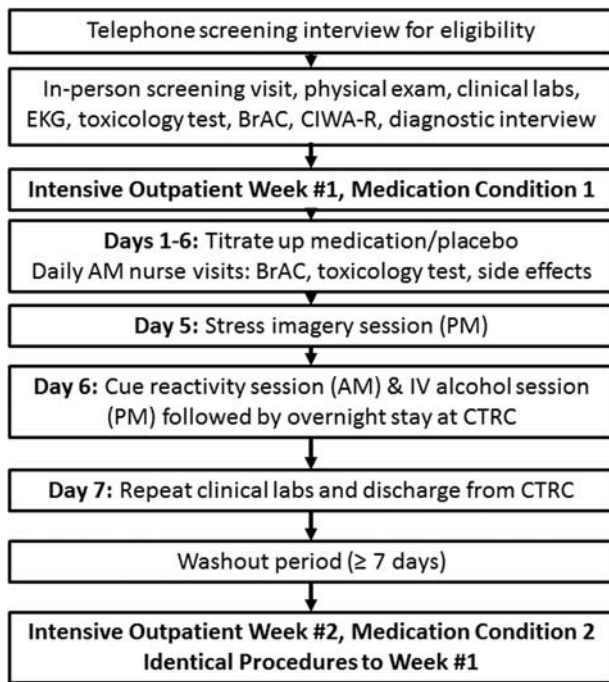 Telephone screening interview for eligibility
In-person screening visit, physical exam, clinical labs,
EKG, toxicology test, BrAC, CIWA-R, diagnostic interview
Intensive Outpatient Week #1, Medication Condition 1
Days 1-6: Titrate up medication/placebo
Daily AM nurse visits: BrAC, toxicology test, side effects
Day 5: Stress imagery session (PM)
Day 6: Cue reactivity session (AM) & IV alcohol session
(PM) followed by overnight stay at CTRC
Day 7: Repeat clinical labs and discharge from CTRC
Washout period (≥ 7 days)
Intensive Outpatient Week #2, Medication Condition 2
Identical Procedures to Week #1